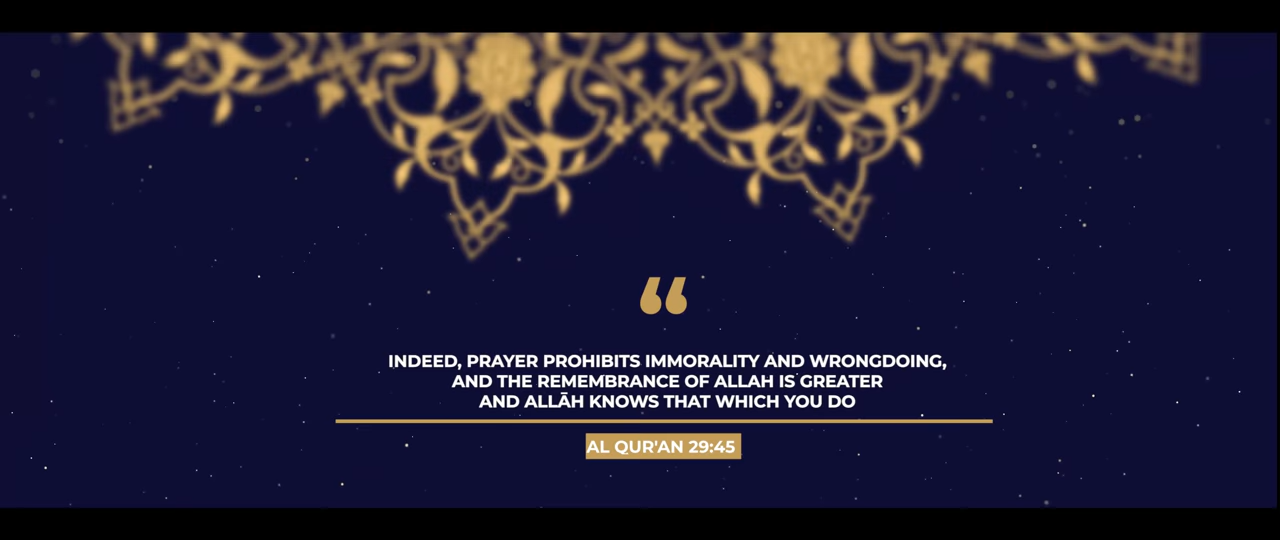 “
INDEED, PRAYER PROHIBITS IMMORALITY AND WRONGDOING,
AND THE REMEMBRANCE OF ALLAH IS GREATER
AND ALLĀH KNOWS THAT WHICH YOU DO
AL QUR'AN 29:45